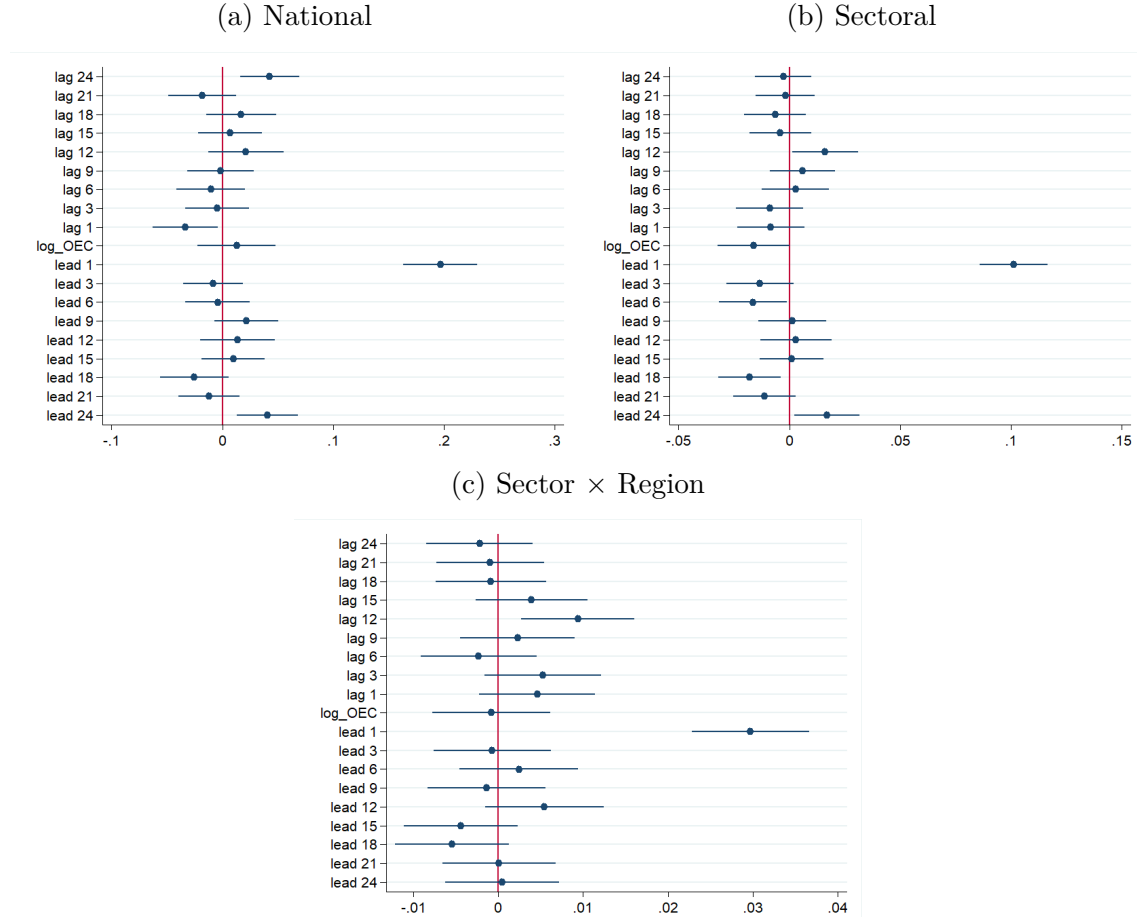 (a) National
lag 24
lag 21
lag 18
lag 15
lag 12
lag 9
lag 6
lag 3
lag 1
log_OEC
lead 1
lead 3
lead 6
lead 9
lead 12
lead 15
lead 18
lead 21
lead 24
-.1 0 .1 .2 .3
(b) Sectoral
lag 24
lag 21
lag 18
lag 15
lag 12
lag 9
lag 6
lag 3
lag 1
log_OEC
lead 1
lead 3
lead 6
lead 9
lead 12
lead 15
lead 18
lead 21
lead 24
-.05 0 .05 .1 .15
(c) Sector × Region
lag 24
lag 21
lag 18
lag 15
lag 12
lag 9
lag 6
lag 3
lag 1
log_OEC
lead 1
lead 3
lead 6
lead 9
lead 12
lead 15
lead 18
lead 21
lead 24
-.01 0 .01 .02 .03 .04